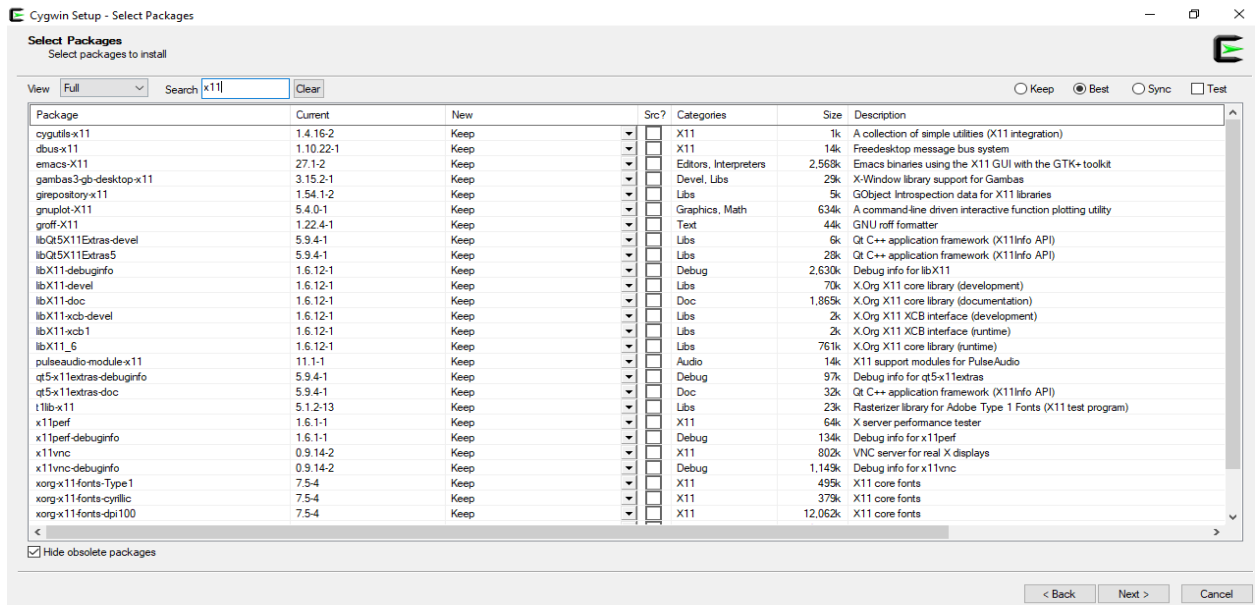 Cygwin Setup - Select Packages
Select Packages
Select packages to install
View Full Search x11 Clear Keep Best Sync Test
Package Current New Src? Categories Size Description
cygutils-x11 1.4.16-2 Keep X11 1k A collection of simple utilities (X11 integration)
dbus-x11 1.10.22-1 Keep X11 14k Freedesktop message bus system
emacs-X11 27.1-2 Keep Editors, Interpreters 2,568k Emacs binaries using the X11 GUI with the GTK+ toolkit
gambas3-gb-desktop-x11 3.15.2-1 Keep Devel, Libs 29k X-Window library support for Gambas
girepository-x11 1.54.1-2 Keep Libs 5k GObject Introspection data for X11 libraries
gnuplot-X11 5.4.0-1 Keep Graphics, Math 634k A command-line driven interactive function plotting utility
groff-X11 1.22.4-1 Keep Text 44k GNU roff formatter
libQt5X11Extras-devel 5.9.4-1 Keep Libs 6k Qt C++ application framework (X11Info API)
libQt5X11Extras5 5.9.4-1 Keep Libs 28k Qt C++ application framework (X11Info API)
libX11-debuginfo 1.6.12-1 Keep Debug 2,630k Debug info for libX11
libX11-devel 1.6.12-1 Keep Libs 70k X.Org X11 core library (development)
libX11-doc 1.6.12-1 Keep Doc 1,865k X.Org X11 core library (documentation)
libX11-xcb-devel 1.6.12-1 Keep Libs 2k X.Org X11 XCB interface (development)
libX11-xcb1 1.6.12-1 Keep Libs 2k X.Org X11 XCB interface (runtime)
libX11_6 1.6.12-1 Keep Libs 761k X.Org X11 core library (runtime)
pulseaudio-module-x11 11.1-1 Keep Audio 14k X11 support modules for PulseAudio
qt5-x11extras-debuginfo 5.9.4-1 Keep Debug 97k Debug info for qt5-x11extras
qt5-x11extras-doc 5.9.4-1 Keep Doc 32k Qt C++ application framework (X11Info API)
t1lib-x11 5.1.2-13 Keep Libs 23k Rasterizer library for Adobe Type 1 Fonts (X11 test program)
x11perf 1.6.1-1 Keep X11 64k X server performance tester
x11perf-debuginfo 1.6.1-1 Keep Debug 134k Debug info for x11perf
x11vnc 0.9.14-2 Keep X11 802k VNC server for real X displays
x11vnc-debuginfo 0.9.14-2 Keep Debug 1,149k Debug info for x11vnc
xorg-x11-fonts-Type1 7.5-4 Keep X11 495k X11 core fonts
xorg-x11-fonts-cyrillic 7.5-4 Keep X11 379k X11 core fonts
xorg-x11-fonts-dpi100 7.5-4 Keep X11 12,062k X11 core fonts
Hide obsolete packages
< Back Next > Cancel